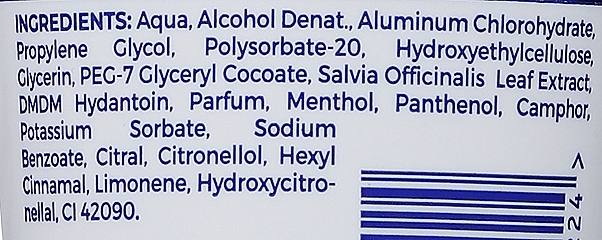 INGREDIENTS: Aqua, Alcohol Denat., Aluminum Chlorohydrate,
Propylene Glycol, Polysorbate-20, Hydroxyethylcellulose,
Glycerin, PEG-7 Glyceryl Cocoate, Salvia Officinalis Leaf Extract,
DMDM Hydantoin, Parfum, Menthol, Panthenol, Camphor,
Potassium Sorbate, Sodium
Benzoate, Citral, Citronellol, Hexyl
Cinnamal, Limonene, Hydroxycitro-
nellal, CI 42090.
224 >